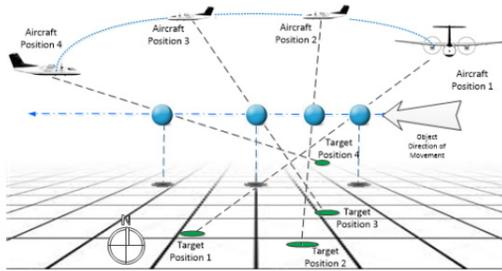 Aircraft
Position 4
Aircraft
Position 3
Aircraft
Position 2
Aircraft
Position 1
Object
Direction of
Movement
Target
Position 4
Target
Position 3
Target
Position 1
Target
Position 2
N